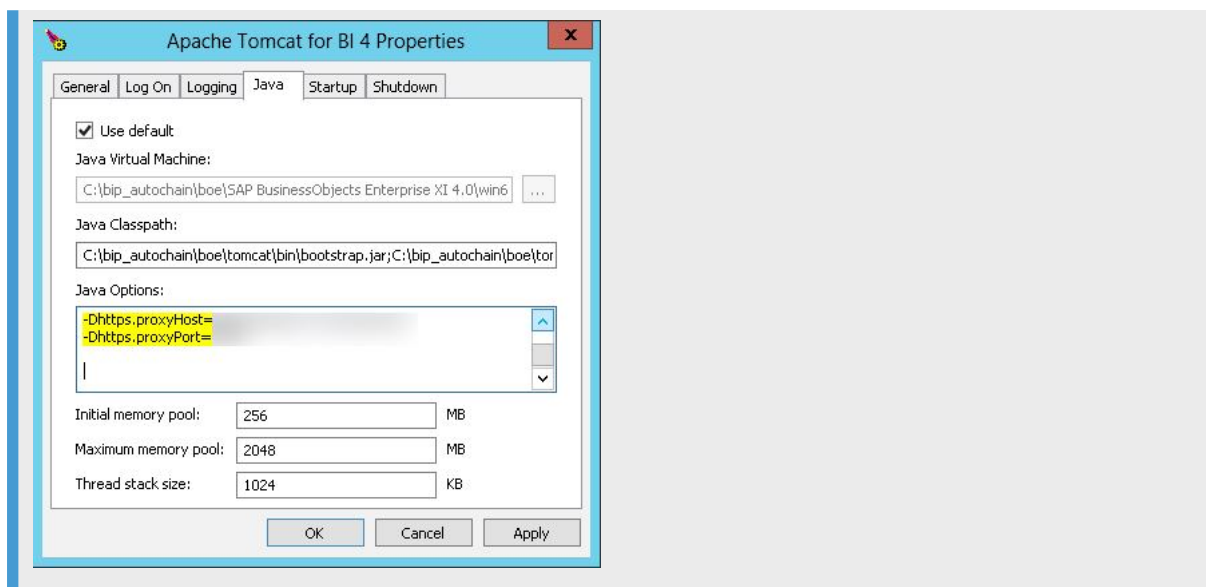 Apache Tomcat for BI 4 Properties
x
General Log On Logging Java Startup Shutdown
Use default
Java Virtual Machine:
C:\bip_autochain\boe\SAP BusinessObjects Enterprise XI 4.0\win6 ...
Java Classpath:
C:\bip_autochain\boe\tomcat\bin\bootstrap.jar;C:\bip_autochain\boe\tor
Java Options:
-Dhttps.proxyHost=
-Dhttps.proxyPort=
Initial memory pool: 256 MB
Maximum memory pool: 2048 MB
Thread stack size: 1024 KB
OK Cancel Apply